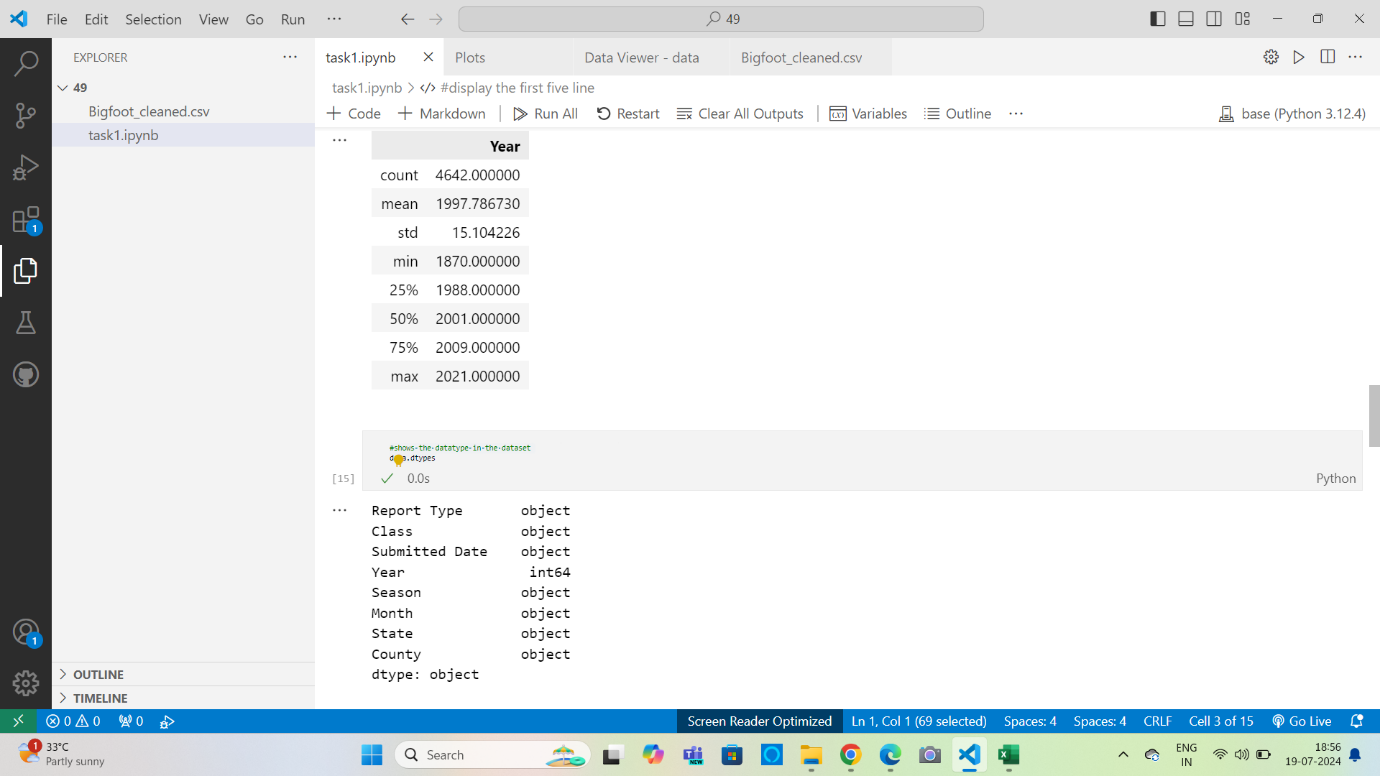 File Edit Selection View Go Run ··· 49
EXPLORER ···
49
Bigfoot_cleaned.csv
task1.ipynb
OUTLINE
TIMELINE
task1.ipynb Plots Data Viewer - data Bigfoot_cleaned.csv
task1.ipynb > #display the first five line
+ Code + Markdown Run All Restart Clear All Outputs Variables Outline ··· base (Python 3.12.4)
Year
count 4642.000000
mean 1997.786730
std 15.104226
min 1870.000000
25% 1988.000000
50% 2001.000000
75% 2009.000000
max 2021.000000
#shows·the·datatype·in·the·dataset
.dtypes
[15] 0.0s Python
Report Type object
Class object
Submitted Date object
Year int64
Season object
Month object
State object
County object
dtype: object
1
1
0 0 0 Screen Reader Optimized Ln 1, Col 1 (69 selected) Spaces: 4 Spaces: 4 CRLF Cell 3 of 15 Go Live
1 33°C
Partly sunny
Search
NEW
ENG
IN
18:56
19-07-2024